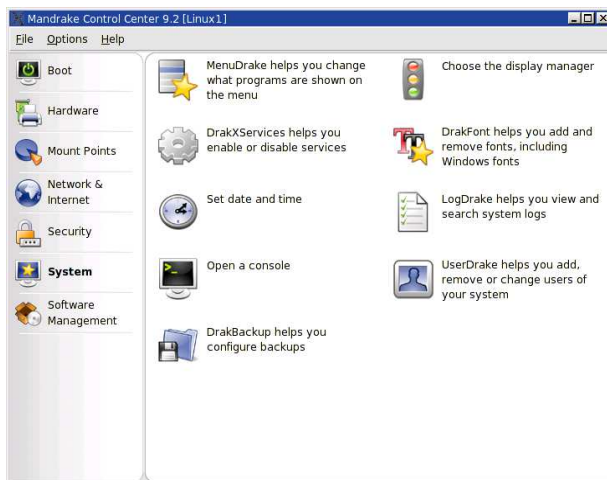 Mandrake Control Center 9.2 [Linux1]
File Options Help
Boot
Hardware
Mount Points
Network &
Internet
Security
System
Software
Management
MenuDrake helps you change
what programs are shown on
the menu
Choose the display manager
DrakXServices helps you
enable or disable services
DrakFont helps you add and
remove fonts, including
Windows fonts
Set date and time
LogDrake helps you view and
search system logs
Open a console
UserDrake helps you add,
remove or change users of
your system
DrakBackup helps you
configure backups